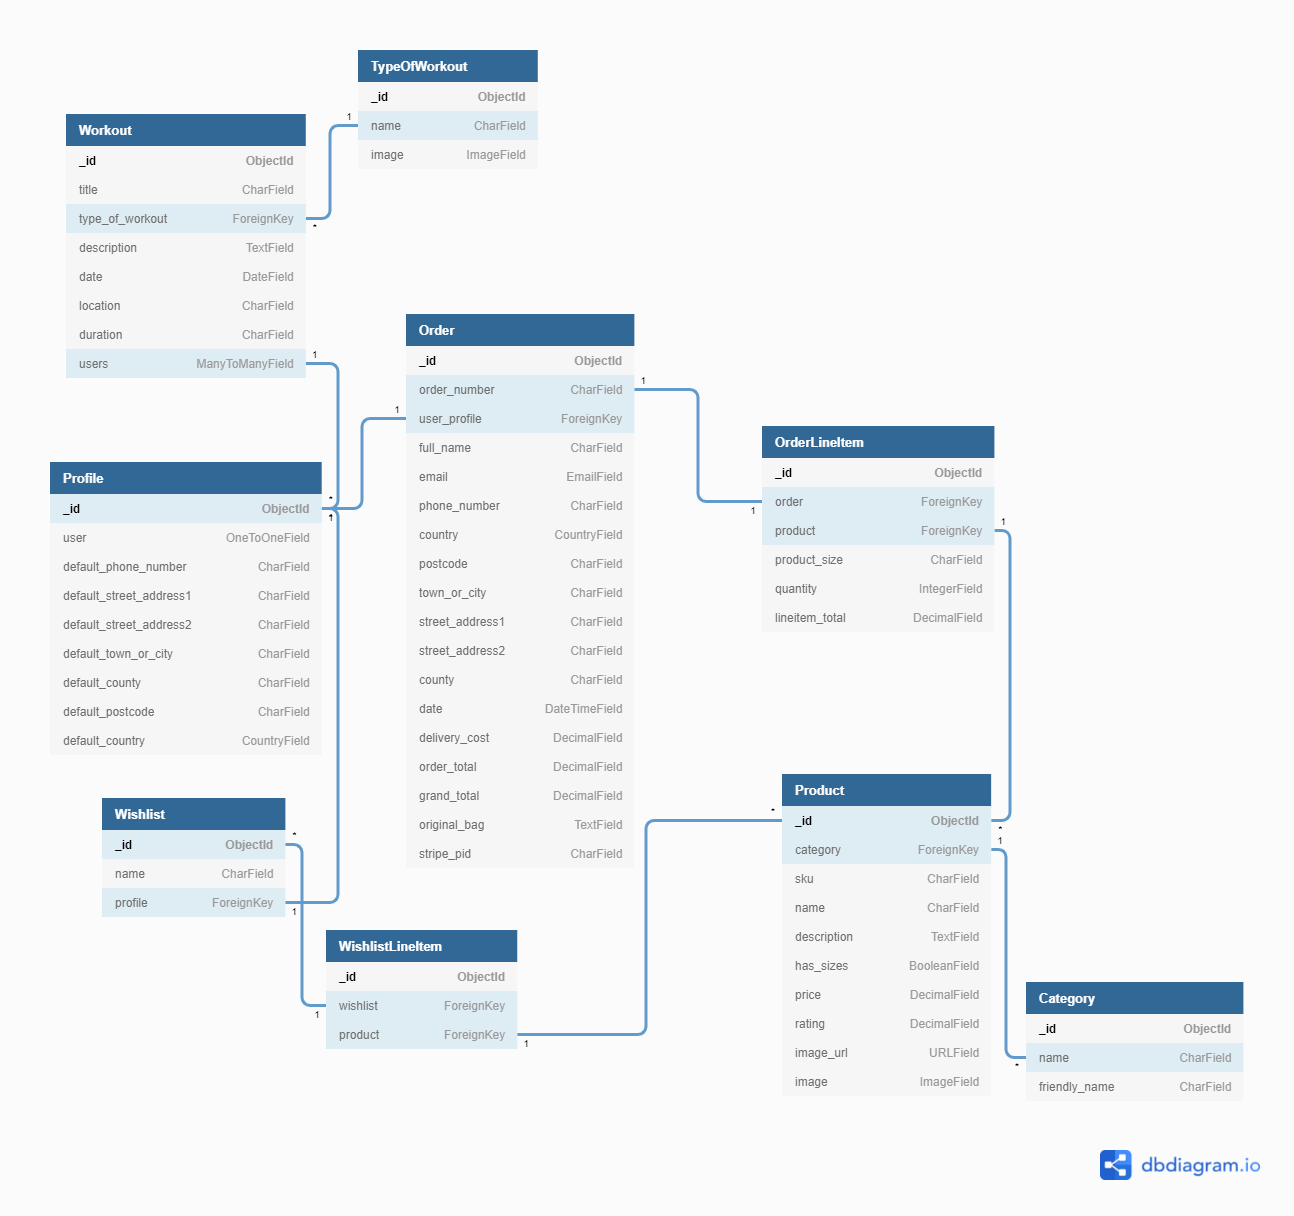 TypeOfWorkout
_id ObjectId
name CharField
image ImageField
1
*
Workout
_id ObjectId
title CharField
type_of_workout ForeignKey
description TextField
date DateField
location CharField
duration CharField
users ManyToManyField
1
*
1
Order
_id ObjectId
order_number CharField
user_profile ForeignKey
full_name CharField
email EmailField
phone_number CharField
country CountryField
postcode CharField
town_or_city CharField
street_address1 CharField
street_address2 CharField
county CharField
date DateTimeField
delivery_cost DecimalField
order_total DecimalField
grand_total DecimalField
original_bag TextField
stripe_pid CharField
1
1
1
OrderLineItem
_id ObjectId
order ForeignKey
product ForeignKey
product_size CharField
quantity IntegerField
lineitem_total DecimalField
1
Profile
_id ObjectId
user OneToOneField
default_phone_number CharField
default_street_address1 CharField
default_street_address2 CharField
default_town_or_city CharField
default_county CharField
default_postcode CharField
default_country CountryField
Wishlist
_id ObjectId
name CharField
profile ForeignKey
*
1
WishlistLineItem
_id ObjectId
wishlist ForeignKey
product ForeignKey
1
1
*
Product
_id ObjectId
category ForeignKey
sku CharField
name CharField
description TextField
has_sizes BooleanField
price DecimalField
rating DecimalField
image_url URLField
image ImageField
*
1
Category
_id ObjectId
name CharField
friendly_name CharField
*
dbdiagram.io